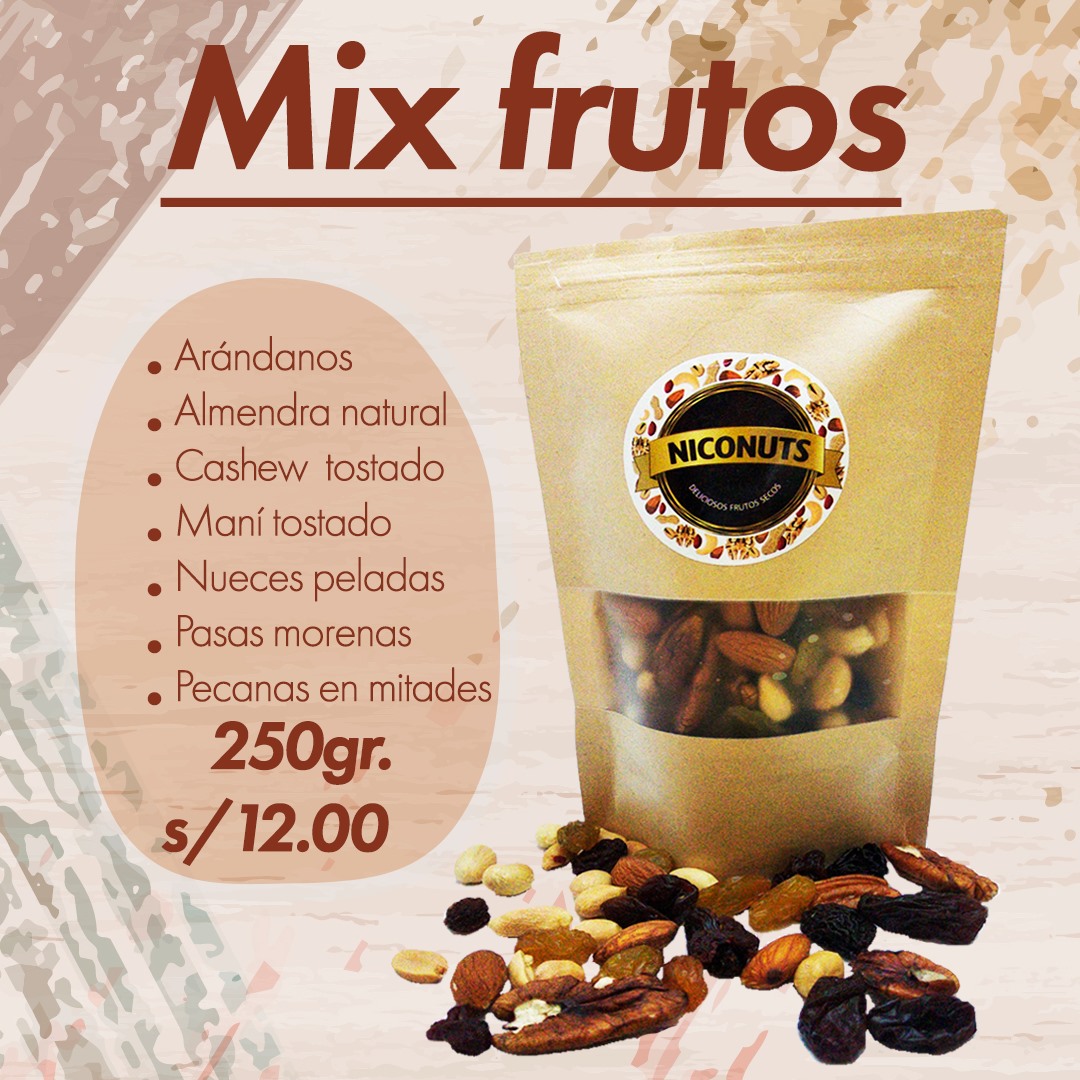 Mix frutos
Arándanos
Almendra natural
Cashew tostado
Maní tostado
Nueces peladas
Pasas morenas
Pecanas en mitades
250gr.
s/12.00
NICONUTS
DELICIOSOS FRUTOS SECOS